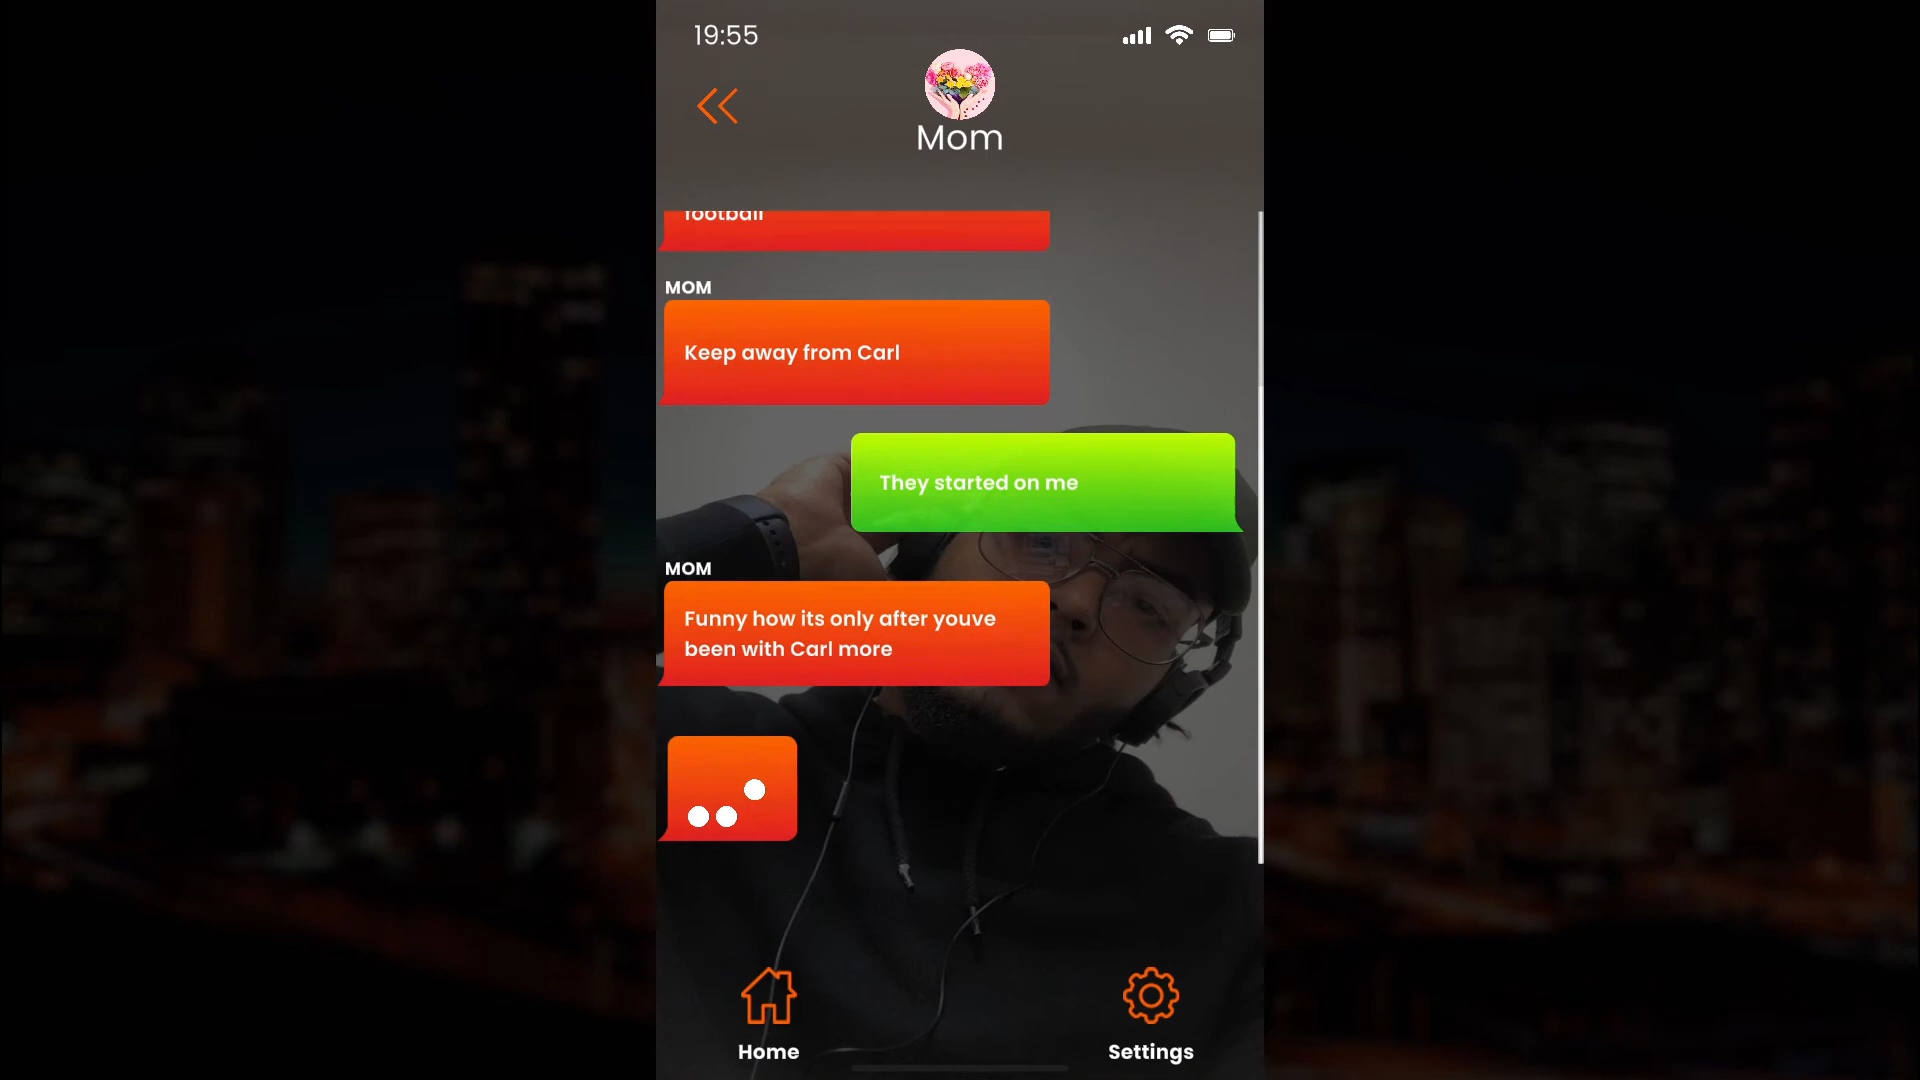 19:55
Mom
football
MOM
Keep away from Carl
They started on me
MOM
Funny how its only after youve
been with Carl more
Home
Settings